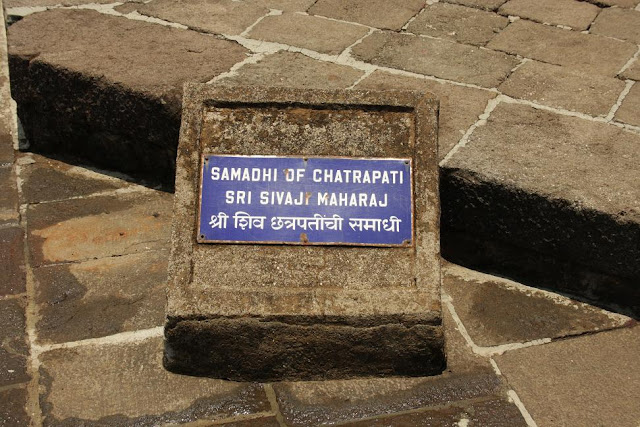 SAMADHI OF CHATRAPATI
SRI SIVAJI MAHARAJ
श्री शिव छत्रपतींची समाधी